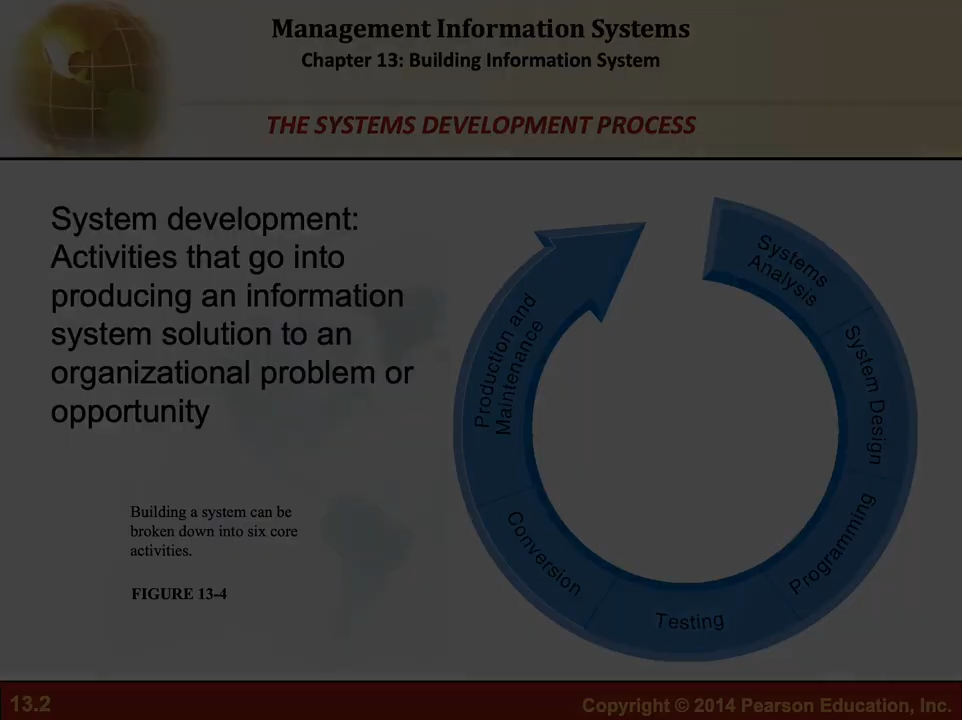 Management Information Systems
Chapter 13: Building Information System
THE SYSTEMS DEVELOPMENT PROCESS
System development:
Activities that go into
producing an information
system solution to an
organizational problem or
opportunity
Building a system can be
broken down into six core
activities.
FIGURE 13-4
Systems
Analysis
System Design
Programming
Testing
Conversion
Production and
Maintenance
13.2
Copyright © 2014 Pearson Education, Inc.